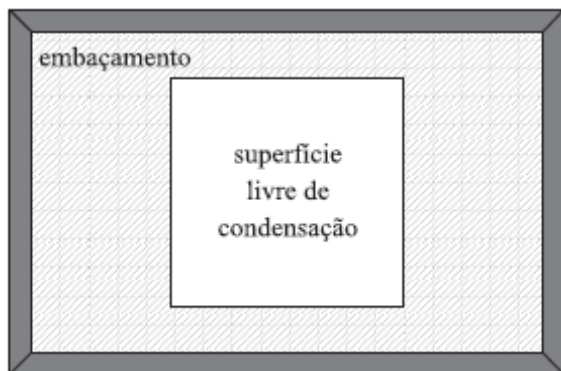 embaçamento
superfície
livre de
condensação